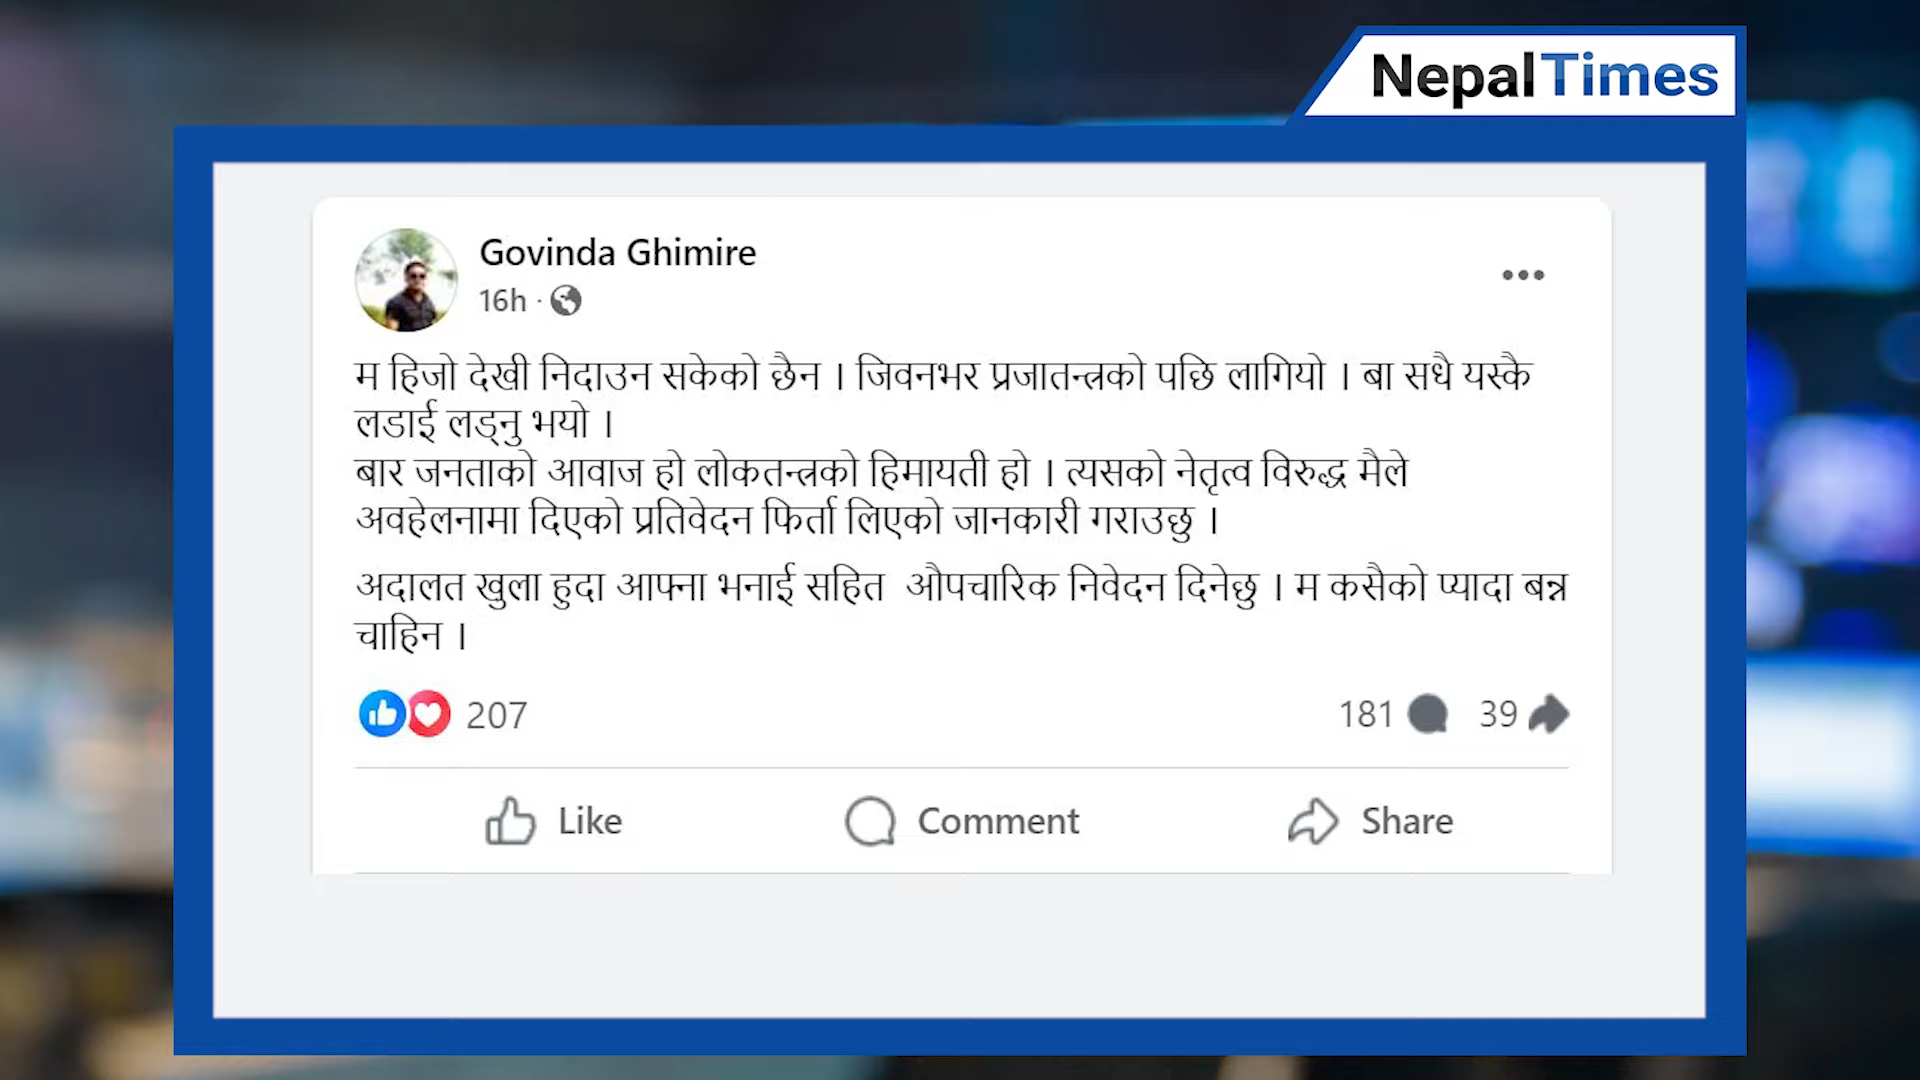 NepalTimes
Govinda Ghimire
16h ·
म हिजो देखी निदाउन सकेको छैन । जिवनभर प्रजातन्त्रको पछि लागियो । बा सधै यस्कै
लडाई लड्नु भयो ।
बार जनताको आवाज हो लोकतन्त्रको हिमायती हो । त्यसको नेतृत्व विरुद्ध मैले
अवहेलनामा दिएको प्रतिवेदन फिर्ता लिएको जानकारी गराउछु ।
अदालत खुला हुदा आफ्ना भनाई सहित औपचारिक निवेदन दिनेछु । म कसैको प्यादा बन्न
चाहिन ।
207 181 39
Like Comment Share